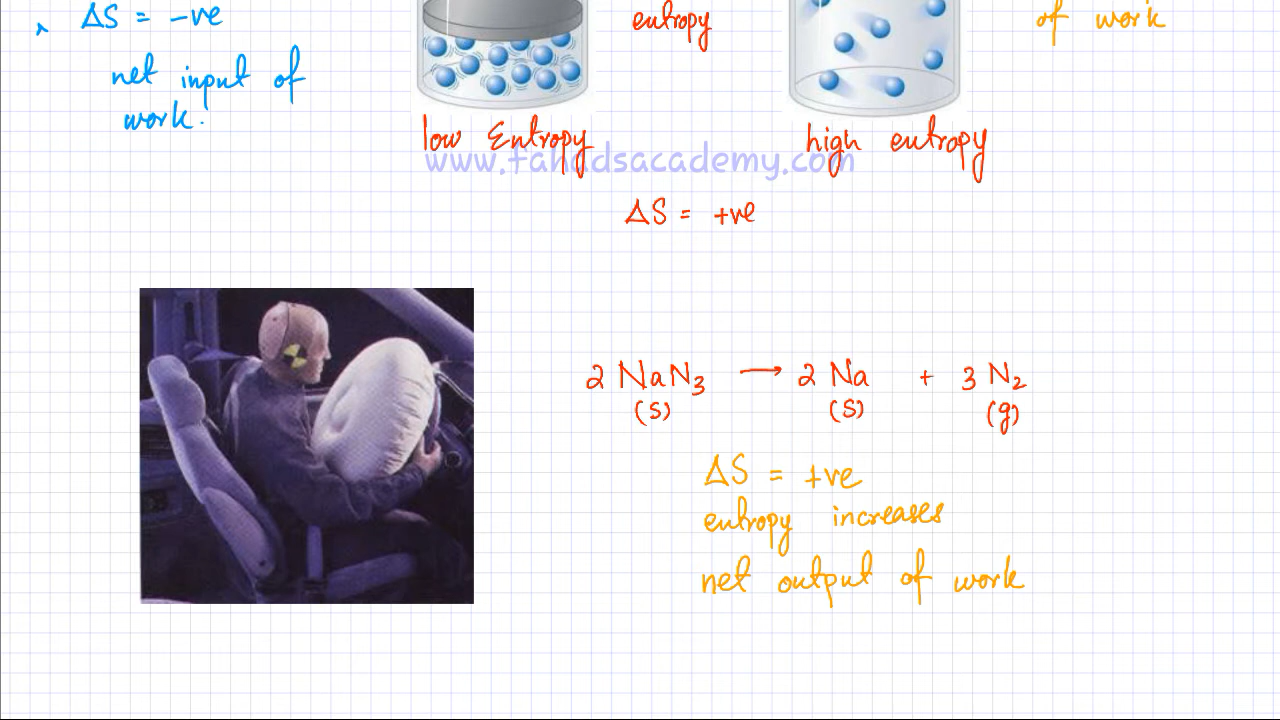 ΔS = -ve
net input of
work.
entropy
of work
low Entropy
high entropy
www.fahadsacademy.com
ΔS = +ve
2 NaN₃ → 2 Na + 3 N₂
(s) (s) (g)
ΔS = +ve
entropy increases
net output of work